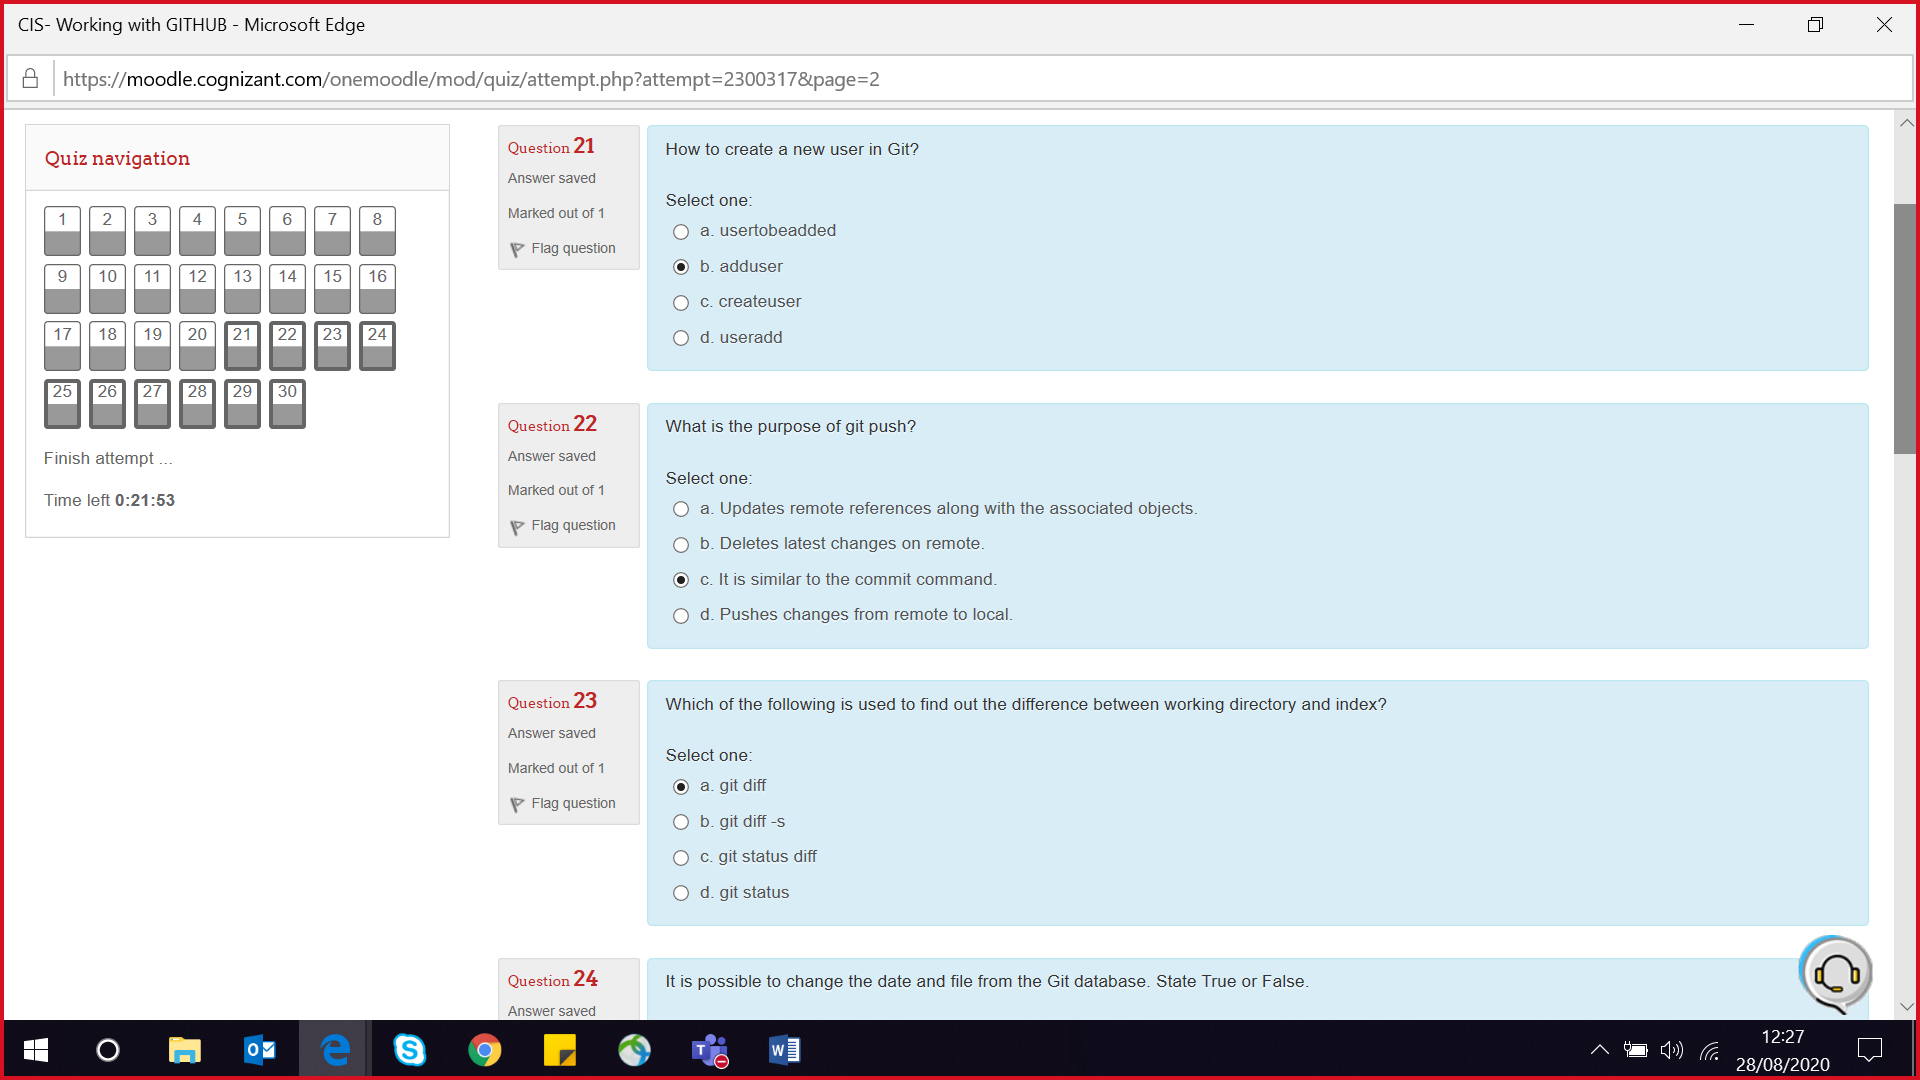 CIS- Working with GITHUB - Microsoft Edge
https://moodle.cognizant.com/onemoodle/mod/quiz/attempt.php?attempt=2300317&page=2
Quiz navigation
1 2 3 4 5 6 7 8
9 10 11 12 13 14 15 16
17 18 19 20 21 22 23 24
25 26 27 28 29 30
Finish attempt ...
Time left 0:21:53
Question 21
Answer saved
Marked out of 1
Flag question
How to create a new user in Git?
Select one:
a. usertobeadded
b. adduser
c. createuser
d. useradd
Question 22
Answer saved
Marked out of 1
Flag question
What is the purpose of git push?
Select one:
a. Updates remote references along with the associated objects.
b. Deletes latest changes on remote.
c. It is similar to the commit command.
d. Pushes changes from remote to local.
Question 23
Answer saved
Marked out of 1
Flag question
Which of the following is used to find out the difference between working directory and index?
Select one:
a. git diff
b. git diff -s
c. git status diff
d. git status
Question 24
Answer saved
It is possible to change the date and file from the Git database. State True or False.
12:27
28/08/2020